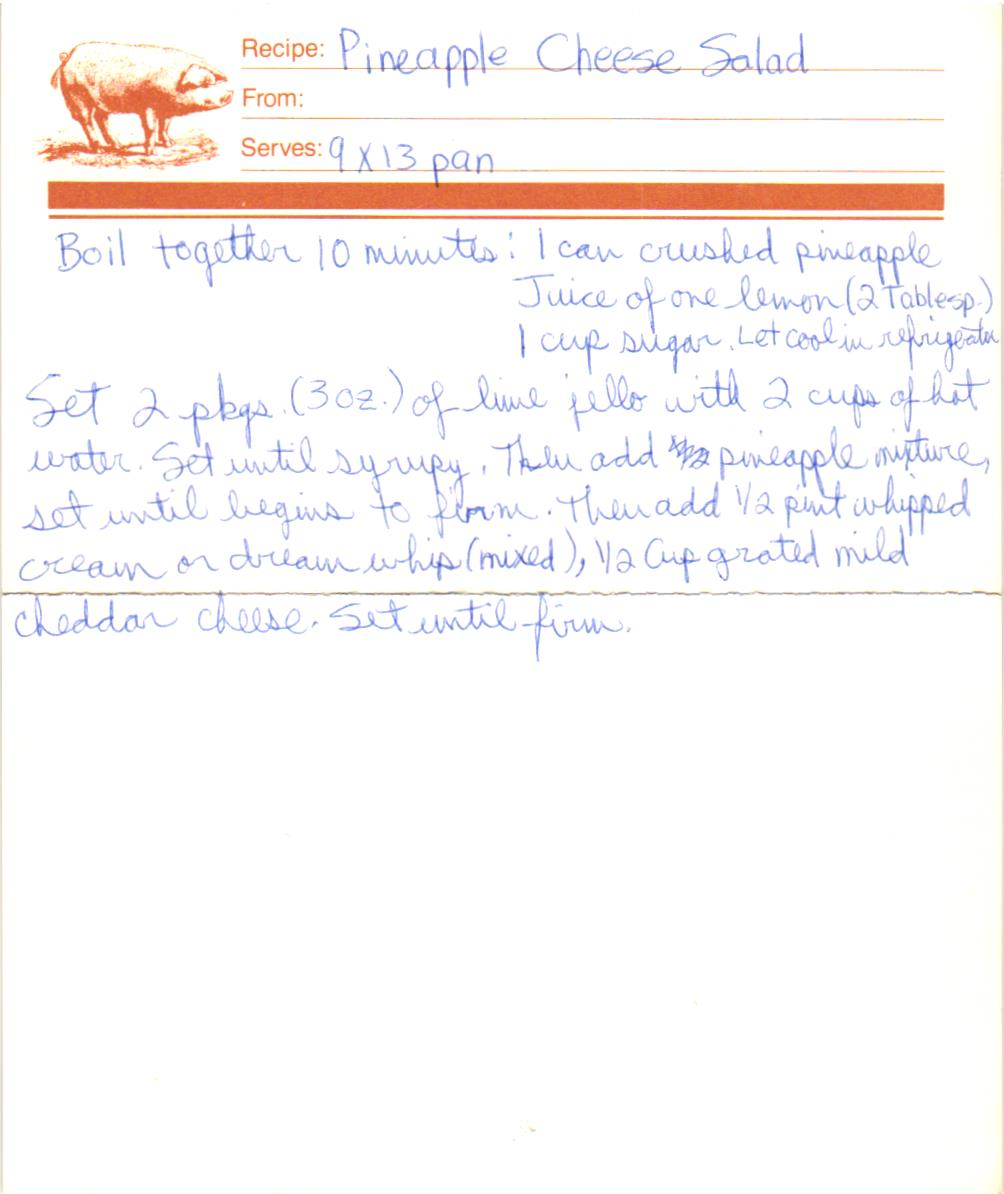 Recipe: Pineapple Cheese Salad
From:
Serves: 9 X 13 pan
Boil together 10 minutes: 1 can crushed pineapple
Juice of one lemon (2 Tablesp.)
1 cup sugar. Let cool in refrigerator
Set 2 pkgs. (3 oz.) of lime jello with 2 cups of hot
water. Set until syrupy. Then add pineapple mixture,
set until begins to firm. Then add 1/2 pint whipped
cream or dream whip (mixed), 1/2 Cup grated mild
cheddar cheese. Set until firm.